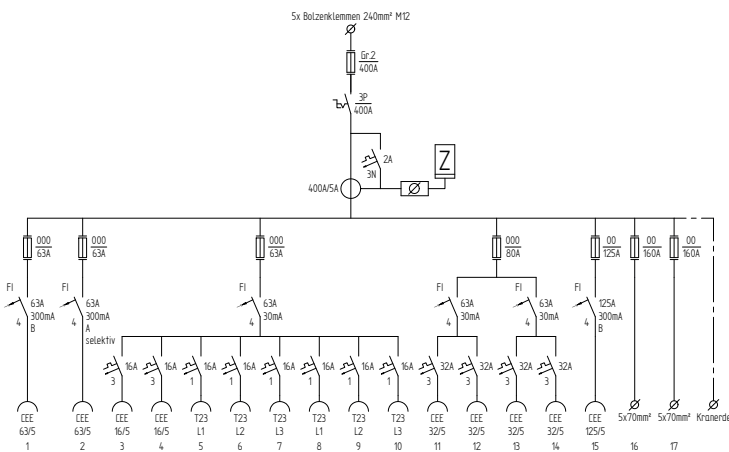 5x Bolzenklemmen 240mm² M12
Gr.2
400A
3P
400A
2A
3N
Z
400A/5A
000
63A
000
63A
000
63A
000
80A
00
125A
00
160A
00
160A
FI
63A
300mA
4
B
FI
63A
300mA
4
A
selektiv
FI
63A
30mA
4
FI
63A
30mA
4
FI
63A
30mA
4
FI
125A
300mA
4
B
16A
3
16A
3
16A
1
16A
1
16A
1
16A
1
16A
1
16A
1
32A
3
32A
3
32A
3
32A
3
CEE CEE CEE CEE T23 T23 T23 T23 T23 T23 CEE CEE CEE CEE CEE 5x70mm² 5x70mm² Kranerde
63/5 63/5 16/5 16/5 L1 L2 L3 L1 L2 L3 32/5 32/5 32/5 32/5 125/5
1 2 3 4 5 6 7 8 9 10 11 12 13 14 15 16 17